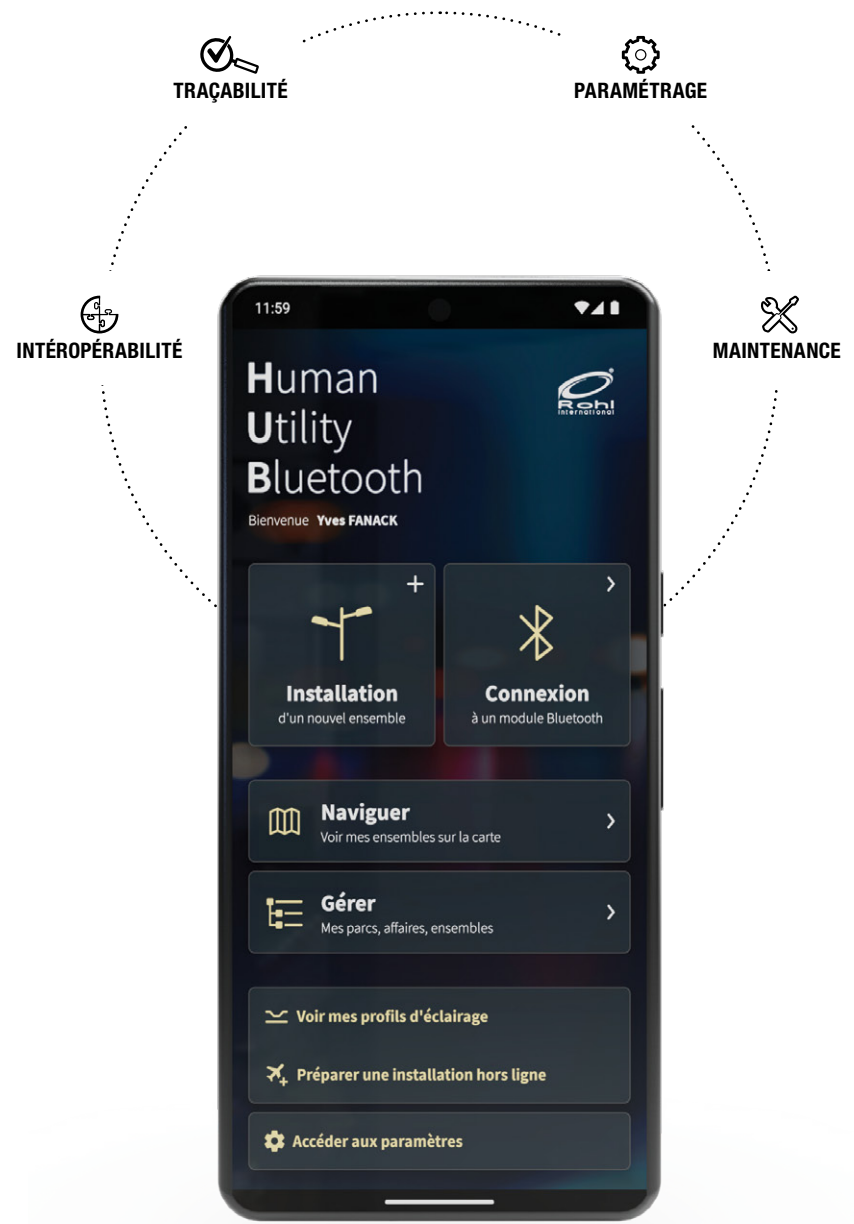 TRAÇABILITÉ
PARAMÉTRAGE
INTÉROPÉRABILITÉ
MAINTENANCE
11:59
Human
Utility
Bluetooth
Rohl
International
Bienvenue Yves FANACK
Installation
d'un nouvel ensemble
Connexion
à un module Bluetooth
Naviguer
Voir mes ensembles sur la carte
Gérer
Mes parcs, affaires, ensembles
Voir mes profils d'éclairage
Préparer une installation hors ligne
Accéder aux paramètres